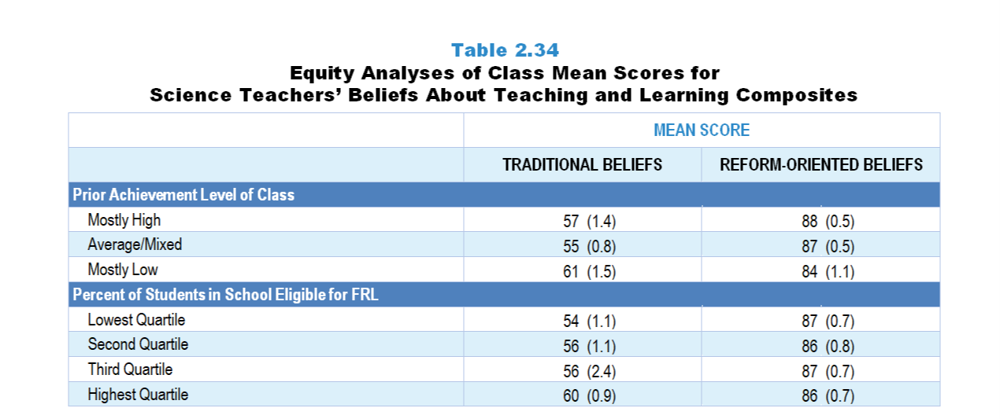 Table 2.34
Equity Analyses of Class Mean Scores for
Science Teachers’ Beliefs About Teaching and Learning Composites
MEAN SCORE
TRADITIONAL BELIEFS REFORM-ORIENTED BELIEFS
Prior Achievement Level of Class
Mostly High 57 (1.4) 88 (0.5)
Average/Mixed 55 (0.8) 87 (0.5)
Mostly Low 61 (1.5) 84 (1.1)
Percent of Students in School Eligible for FRL
Lowest Quartile 54 (1.1) 87 (0.7)
Second Quartile 56 (1.1) 86 (0.8)
Third Quartile 56 (2.4) 87 (0.7)
Highest Quartile 60 (0.9) 86 (0.7)